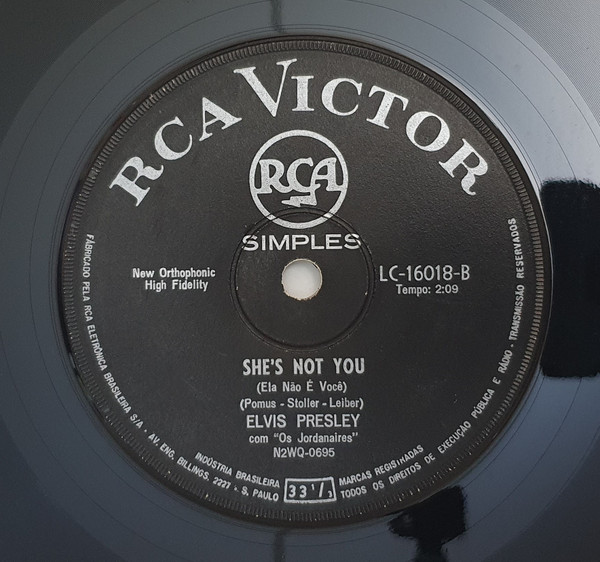 RCA VICTOR
RCA
SIMPLES
New Orthophonic
High Fidelity
LC-16018-B
Tempo: 2:09
SHE'S NOT YOU
(Ela Não É Você)
(Pomus - Stoller - Leiber)
ELVIS PRESLEY
com "Os Jordanaires"
N2WQ-0695
33 1/3
FÁBRICADO PELA RCA ELETRÔNICA BRASILEIRA S/A - AV. ENG. BILLINGS, 2227 - S. PAULO
INDÚSTRIA BRASILEIRA
MARCAS REGISTRADAS
TODOS OS DIREITOS DE EXECUÇÃO PÚBLICA E RÁDIO - TRANSMISSÃO RESERVADOS